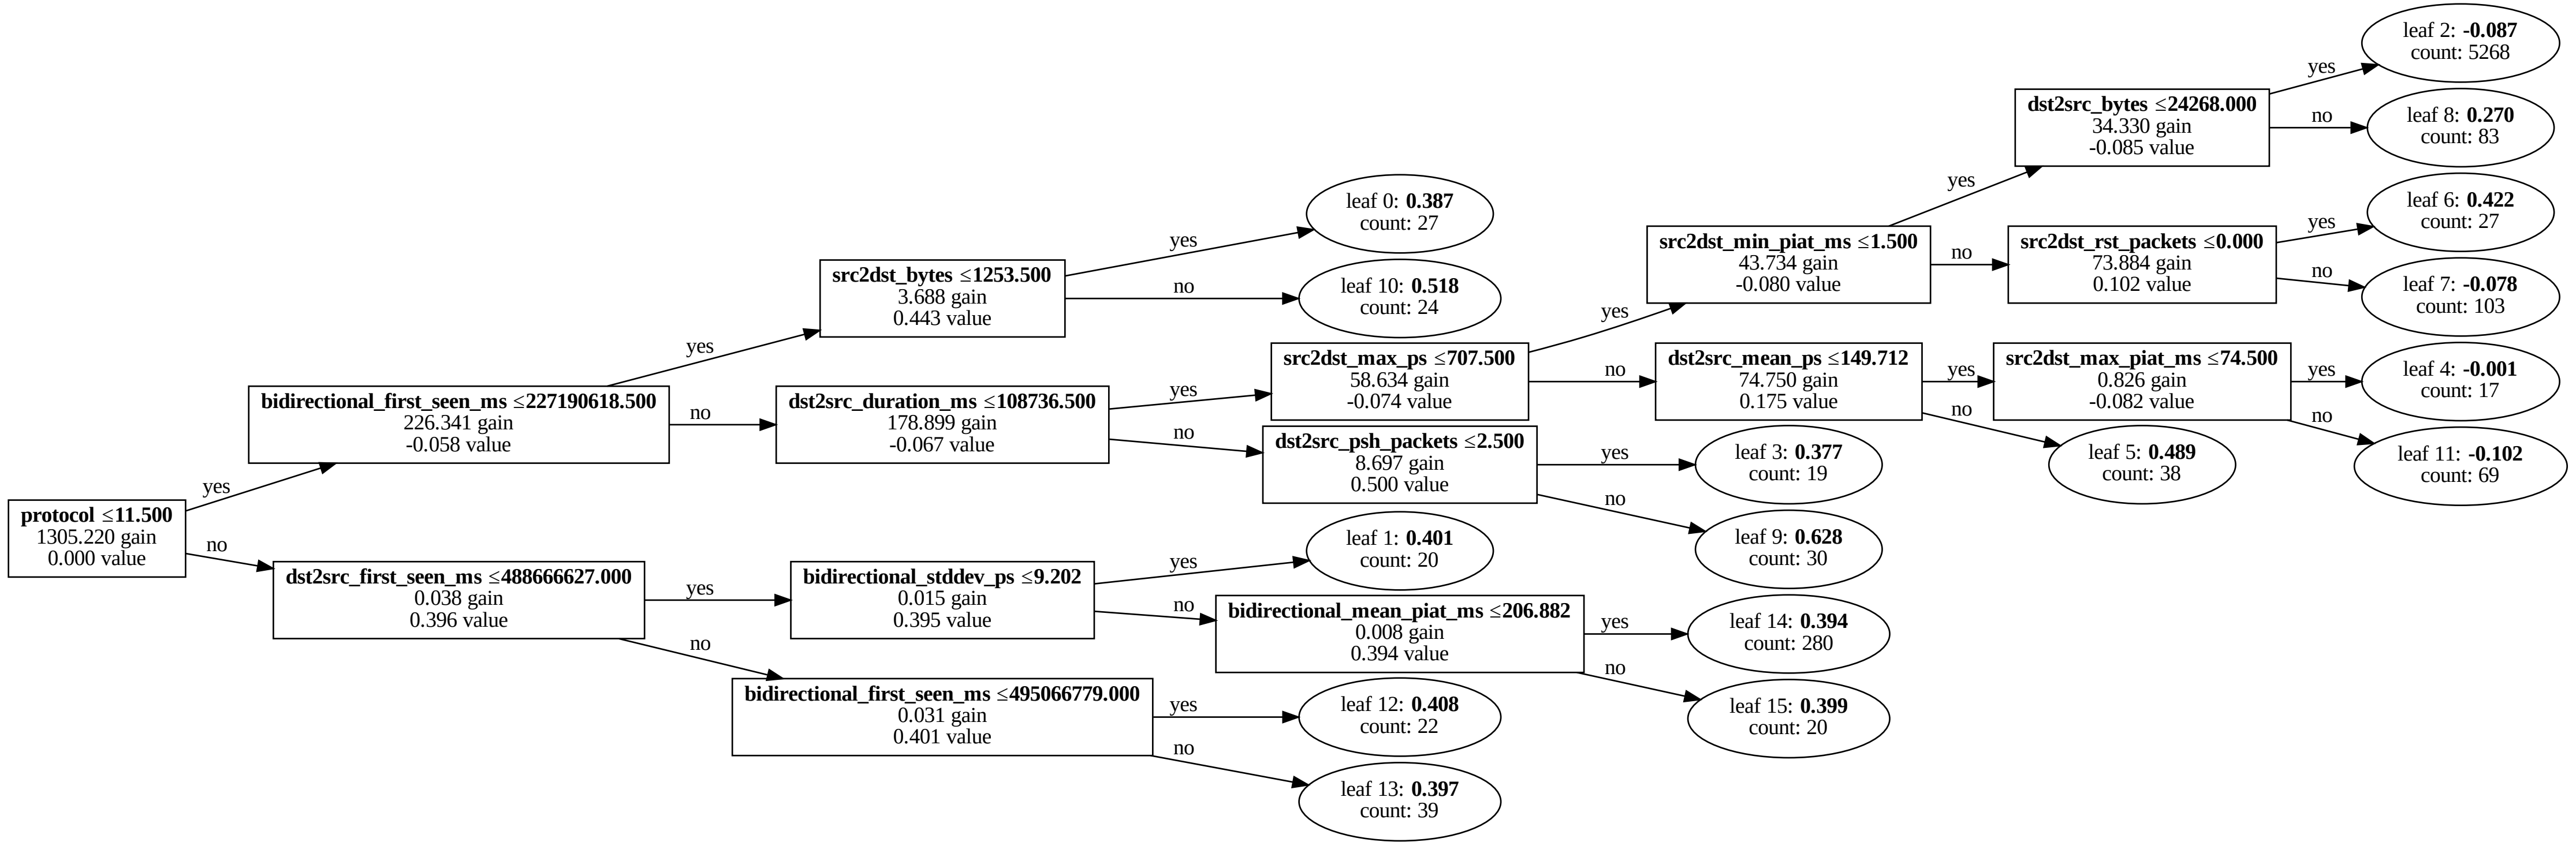 protocol ≤11.500
1305.220 gain
0.000 value
yes
no
bidirectional_first_seen_ms ≤227190618.500
226.341 gain
-0.058 value
yes
no
dst2src_first_seen_ms ≤488666627.000
0.038 gain
0.396 value
yes
no
src2dst_bytes ≤1253.500
3.688 gain
0.443 value
yes
no
dst2src_duration_ms ≤108736.500
178.899 gain
-0.067 value
yes
no
bidirectional_stddev_ps ≤9.202
0.015 gain
0.395 value
yes
no
bidirectional_first_seen_ms ≤495066779.000
0.031 gain
0.401 value
yes
no
leaf 0: 0.387
count: 27
leaf 10: 0.518
count: 24
src2dst_max_ps ≤707.500
58.634 gain
-0.074 value
yes
no
dst2src_psh_packets ≤2.500
8.697 gain
0.500 value
yes
no
leaf 1: 0.401
count: 20
bidirectional_mean_piat_ms ≤206.882
0.008 gain
0.394 value
yes
no
leaf 12: 0.408
count: 22
leaf 13: 0.397
count: 39
src2dst_min_piat_ms ≤1.500
43.734 gain
-0.080 value
yes
no
dst2src_mean_ps ≤149.712
74.750 gain
0.175 value
yes
no
leaf 3: 0.377
count: 19
leaf 9: 0.628
count: 30
leaf 14: 0.394
count: 280
leaf 15: 0.399
count: 20
dst2src_bytes ≤24268.000
34.330 gain
-0.085 value
yes
no
src2dst_rst_packets ≤0.000
73.884 gain
0.102 value
yes
no
src2dst_max_piat_ms ≤74.500
0.826 gain
-0.082 value
yes
no
leaf 5: 0.489
count: 38
leaf 2: -0.087
count: 5268
leaf 8: 0.270
count: 83
leaf 6: 0.422
count: 27
leaf 7: -0.078
count: 103
leaf 4: -0.001
count: 17
leaf 11: -0.102
count: 69